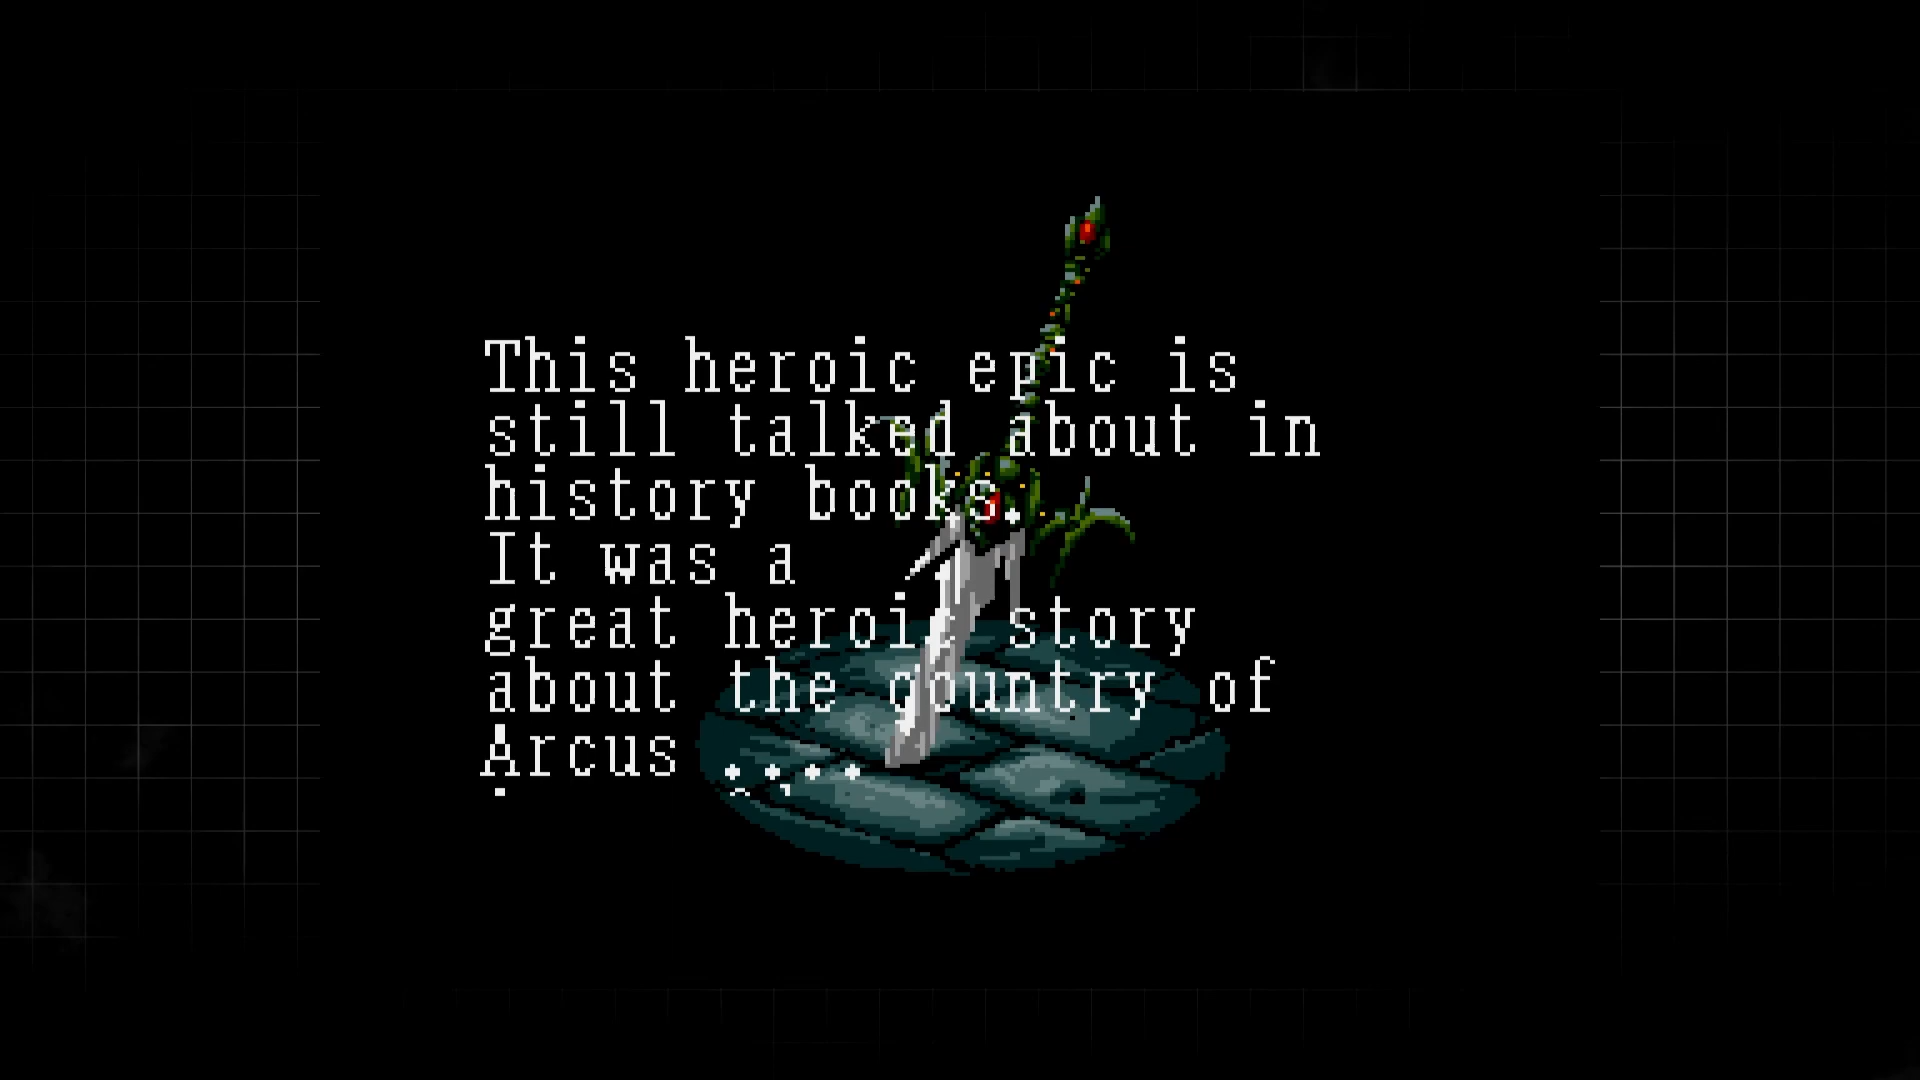 This heroic epic is
still talked about in
history books.
It was a
great heroic story
about the country of
Arcus ....